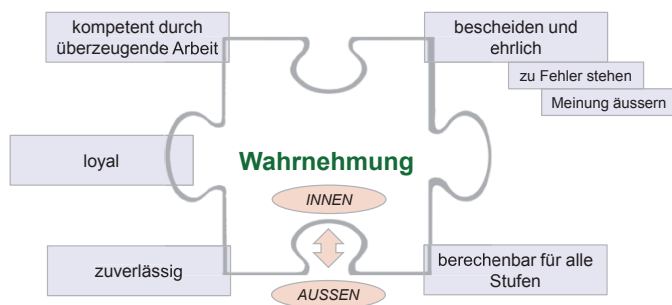 kompetent durch
überzeugende Arbeit
bescheiden und
ehrlich
zu Fehler stehen
Meinung äussern
loyal
Wahrnehmung
INNEN
zuverlässig
AUSSEN
berechenbar für alle
Stufen